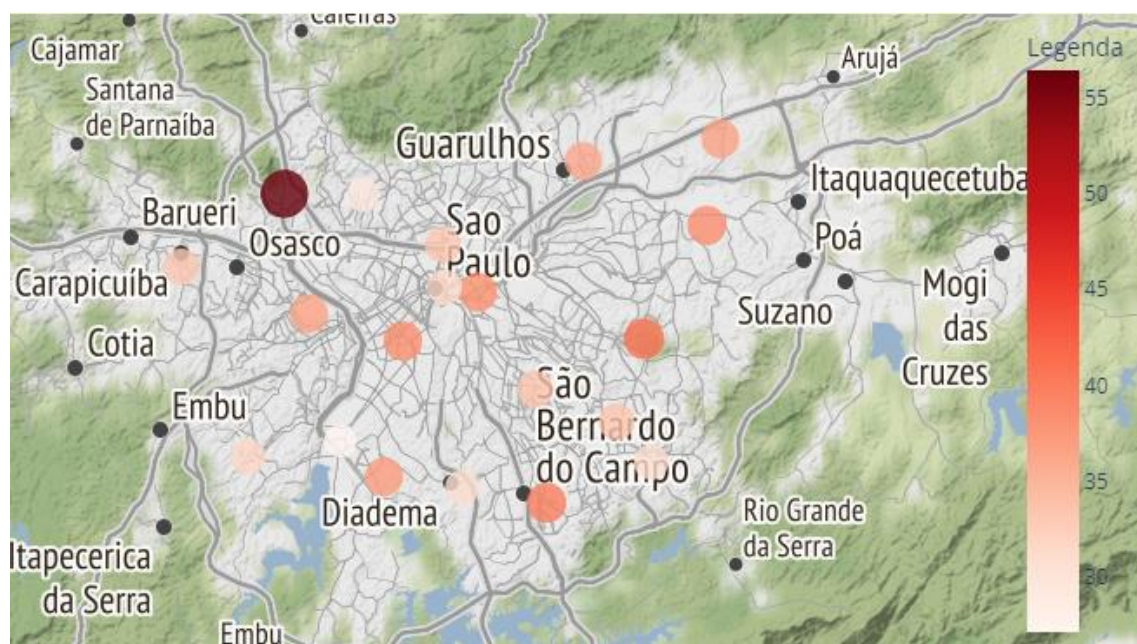 Caieiras
Cajamar
Legenda
Arujá
Santana
de Parnaíba
55
Guarulhos
Itaquaquecetuba
50
Barueri
Sao
Paulo
Osasco
Poá
Carapicuíba
Mogi
das
Cruzes
45
Suzano
Cotia
São
Bernardo
do Campo
40
Embu
35
Diadema
Rio Grande
da Serra
Itapecerica
da Serra
30
Embu